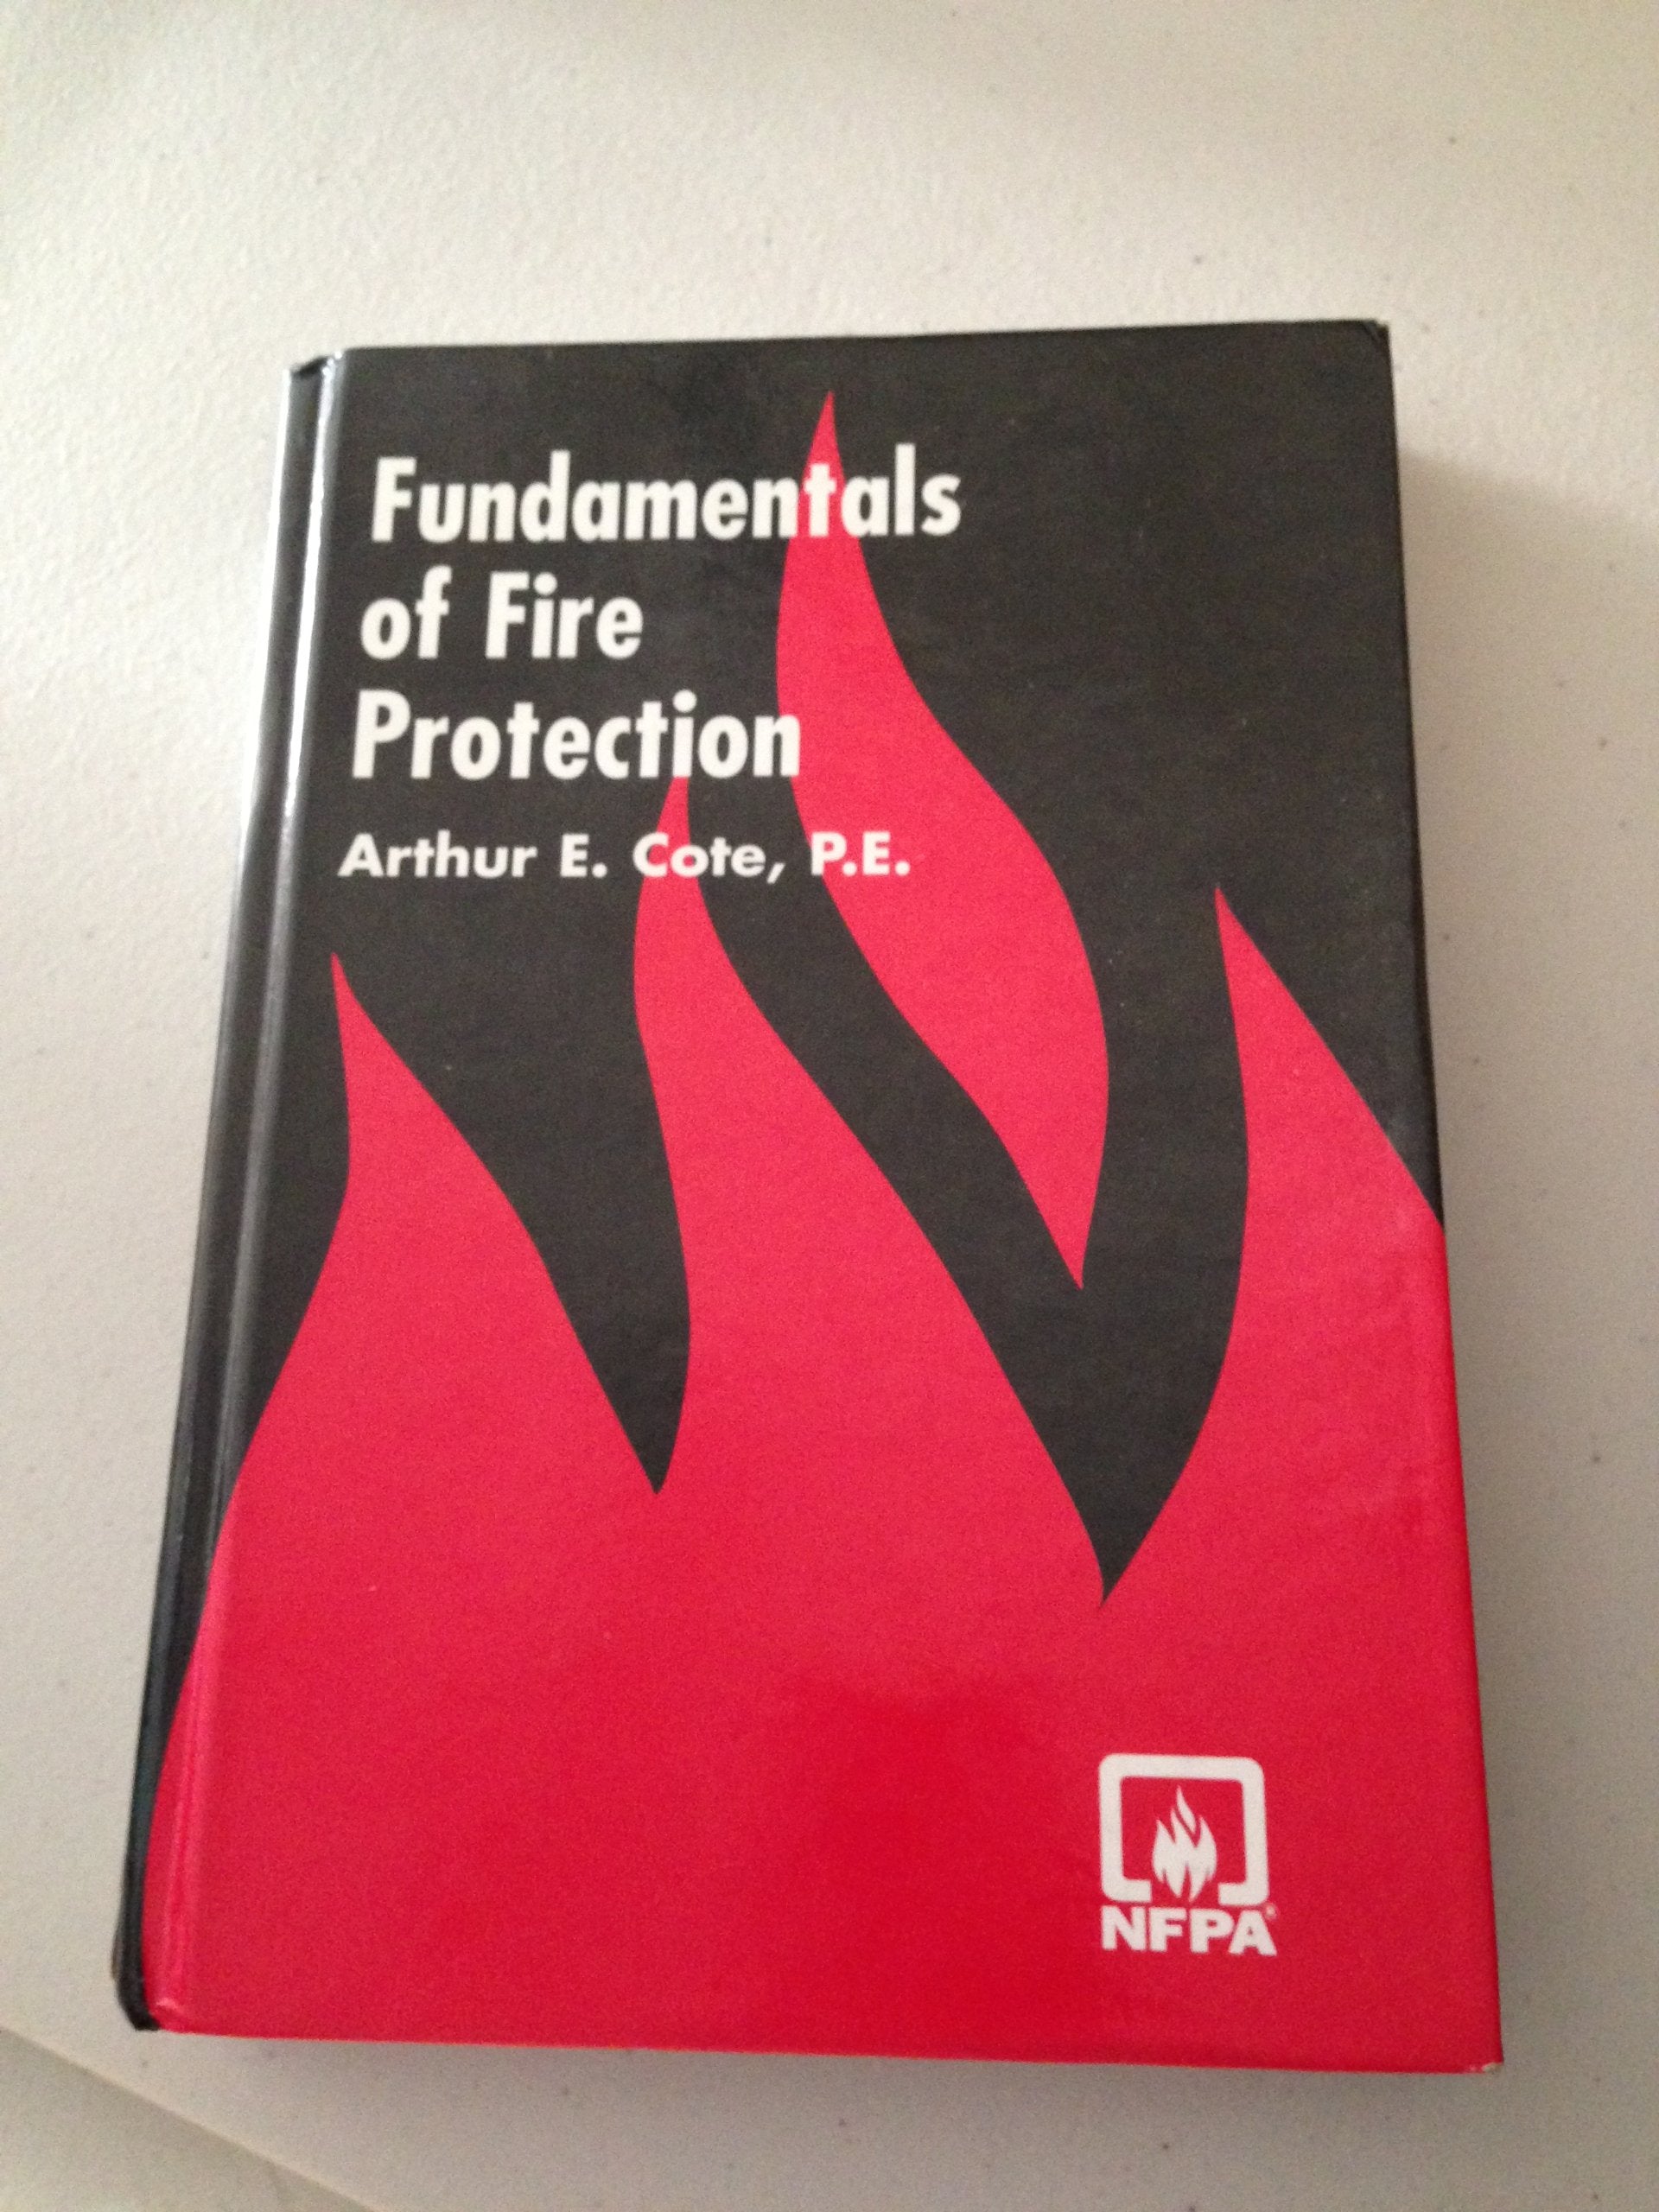 Fundamentals
of Fire
Protection
Arthur E. Cote, P.E.
NFPA®